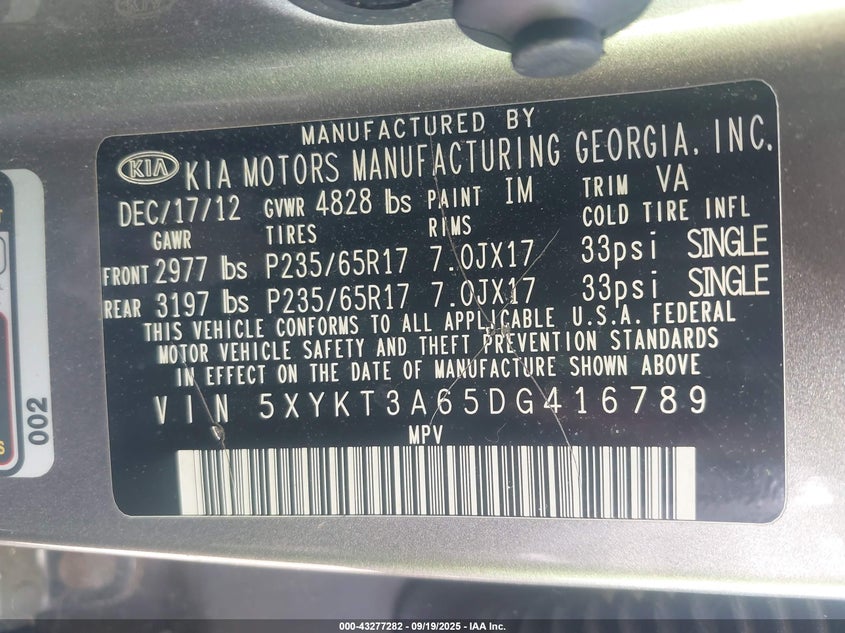 MANUFACTURED BY
KIA KIA MOTORS MANUFACTURING GEORGIA, INC.
DEC/17/12 GVWR 4828 lbs PAINT IM TRIM VA
GAWR TIRES RIMS COLD TIRE INFL
FRONT 2977 lbs P235/65R17 7.0JX17 33psi SINGLE
REAR 3197 lbs P235/65R17 7.0JX17 33psi SINGLE
THIS VEHICLE CONFORMS TO ALL APPLICABLE U.S.A. FEDERAL
MOTOR VEHICLE SAFETY AND THEFT PREVENTION STANDARDS
IN EFFECT ON THE DATE OF MANUFACTURE SHOWN ABOVE
VIN 5XYKT3A65DG416789
MPV
002
000-43277282 - 09/19/2025 - IAA Inc.